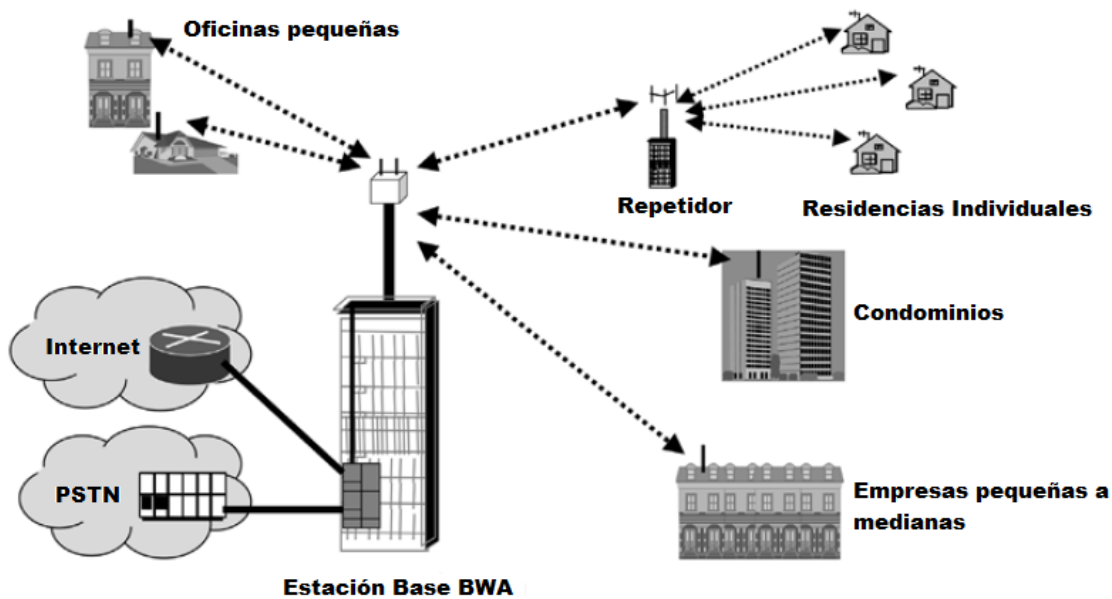 Oficinas pequeñas
Repetidor
Residencias Individuales
Condominios
Internet
PSTN
Empresas pequeñas a
medianas
Estación Base BWA